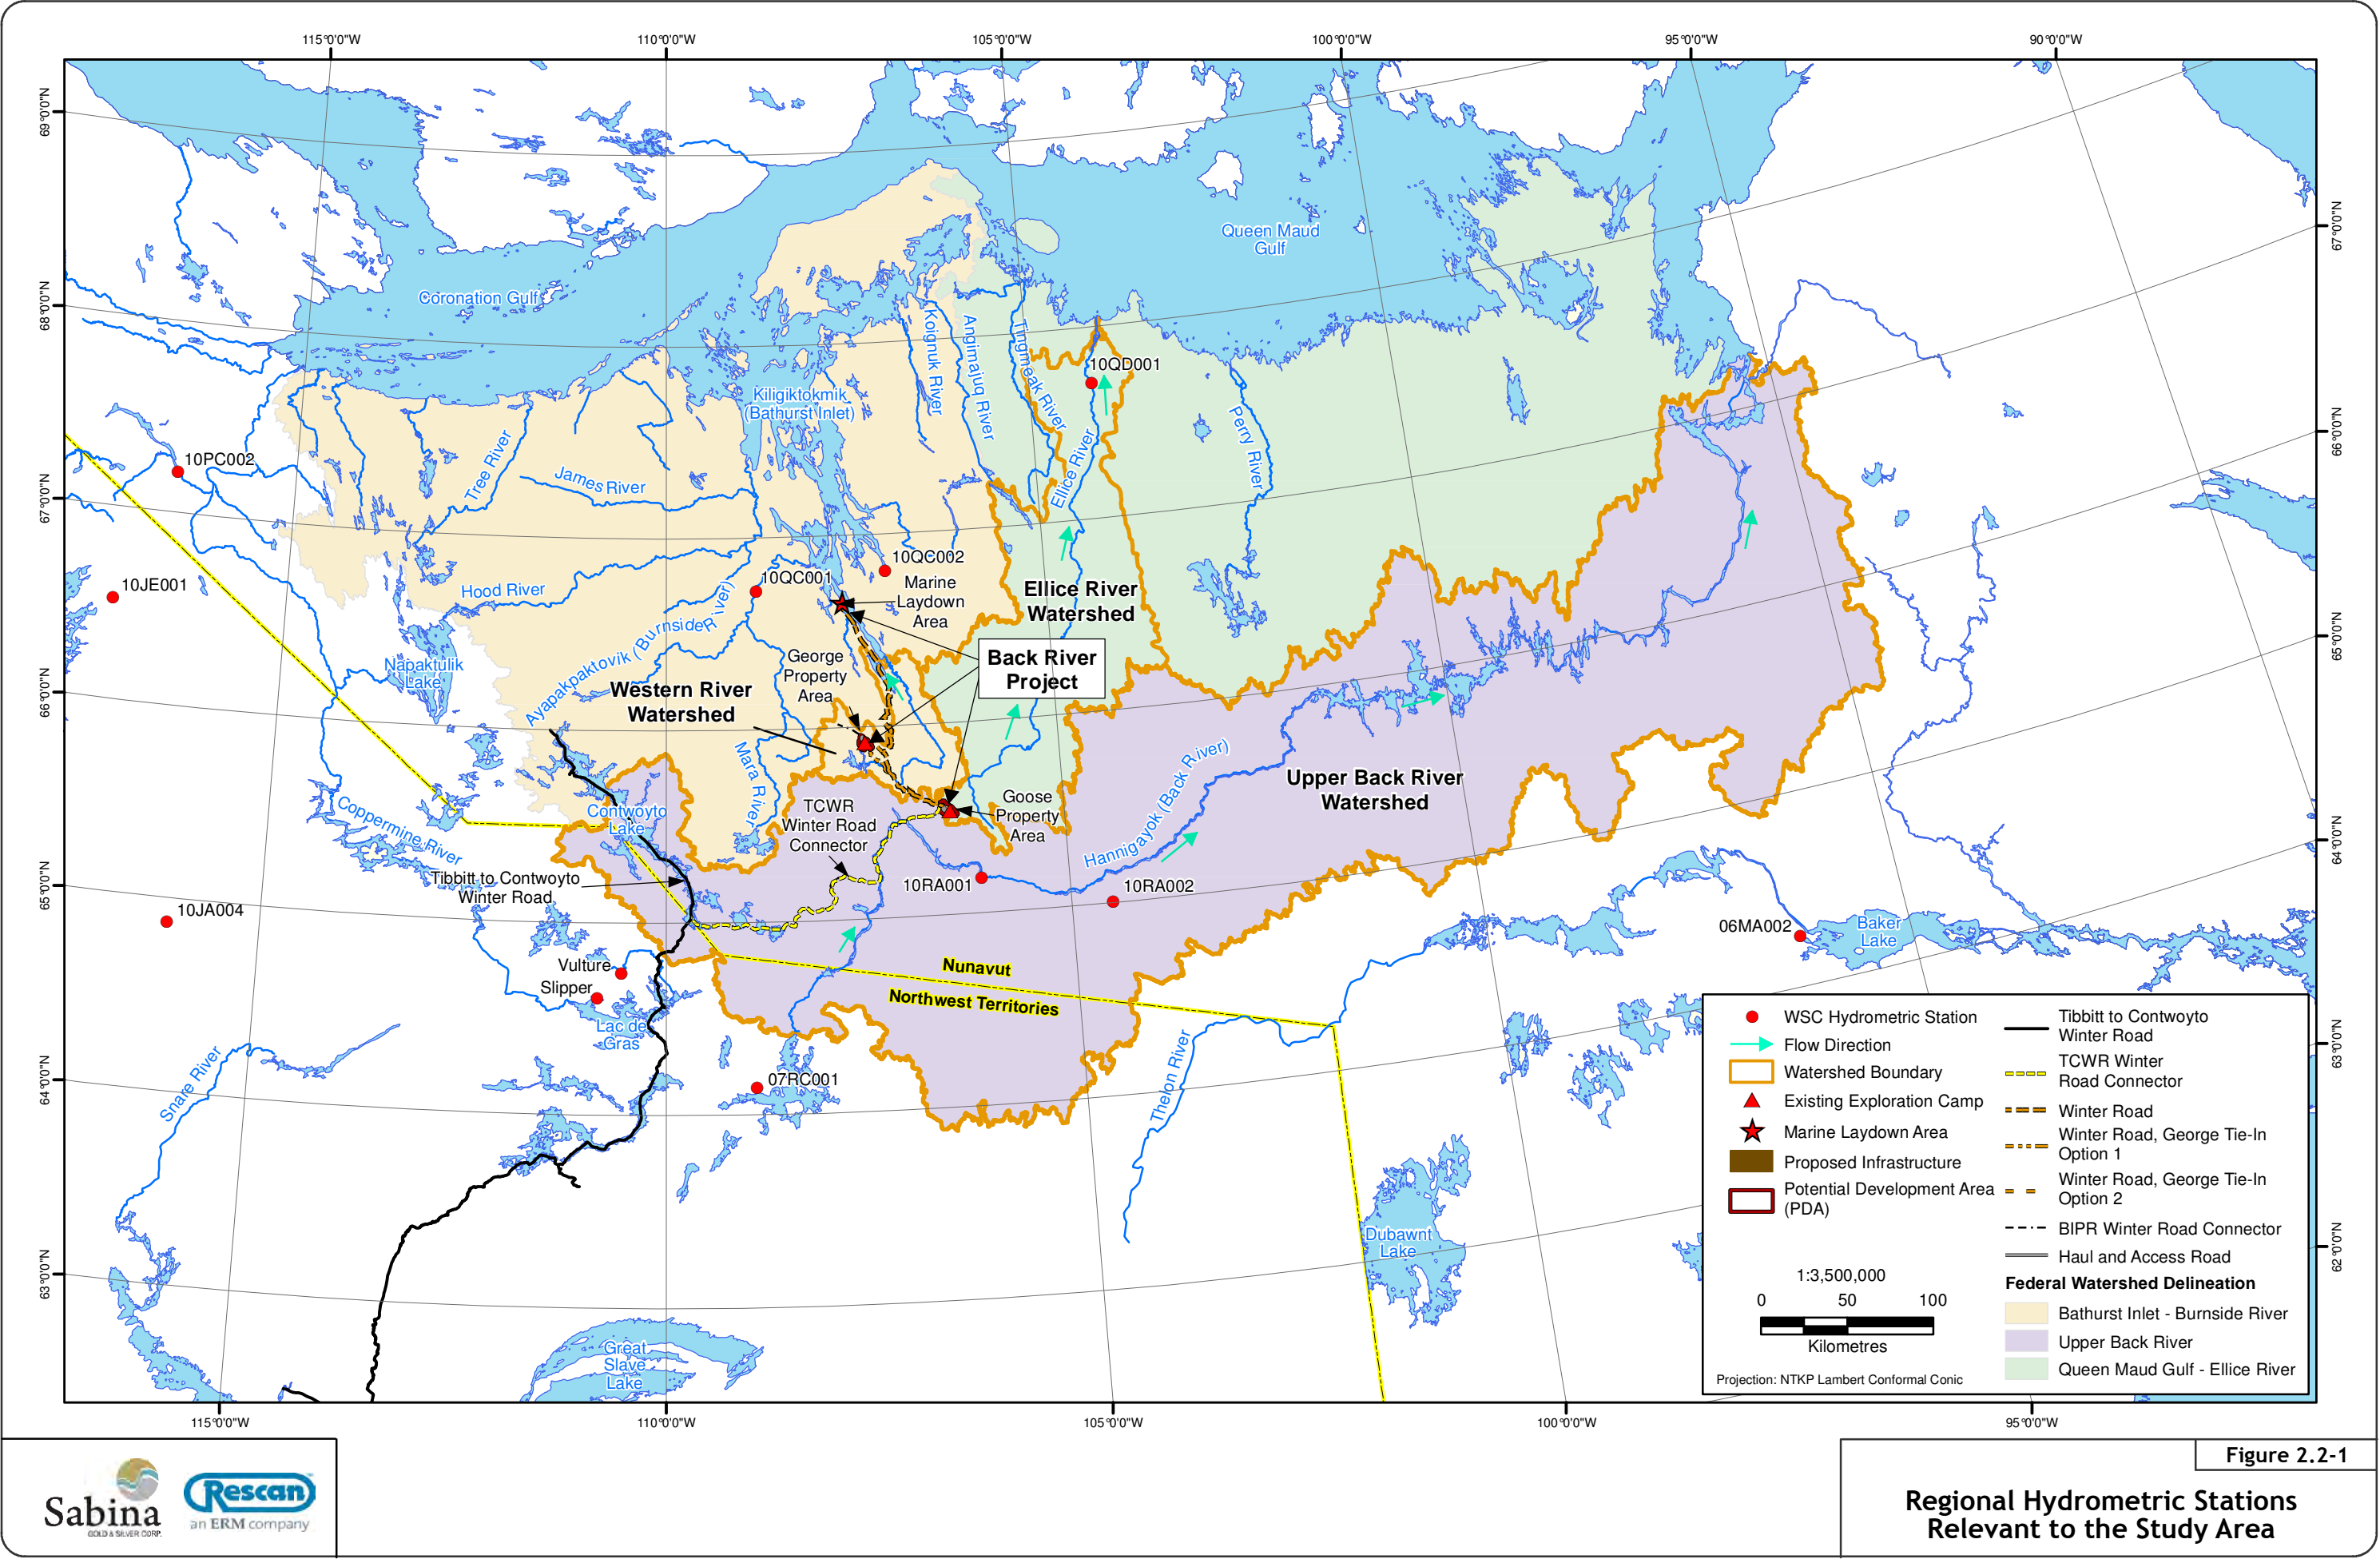 115°0'0"W
110°0'0"W
105°0'0"W
100°0'0"W
95°0'0"W
90°0'0"W
69°0'0"N
68°0'0"N
67°0'0"N
66°0'0"N
65°0'0"N
64°0'0"N
63°0'0"N
67°0'0"N
66°0'0"N
65°0'0"N
64°0'0"N
63°0'0"N
62°0'0"N
Queen Maud
Gulf
Coronation Gulf
Kiligiktokmik
(Bathurst Inlet)
Koignuk River
Angimajuq River
Tingmeak River
10QD001
Ellice River
Perry River
10PC002
Tree River
James River
10JE001
Hood River
10QC001
10QC002
Marine
Laydown
Area
Ellice River
Watershed
Ayapakpaktovik (Burnside River)
Napaktulik
Lake
George
Property
Area
Back River
Project
Western River
Watershed
Mara River
Upper Back River
Watershed
Hannigayok (Back River)
Coppermine River
Contwoyto
Lake
TCWR
Winter Road
Connector
Goose
Property
Area
Tibbitt to Contwoyto
Winter Road
10RA001
10RA002
10JA004
06MA002
Baker
Lake
Vulture
Slipper
Lac de
Gras
Nunavut
Northwest Territories
Snare River
07RC001
Thelon River
Dubawnt
Lake
Great
Slave
Lake
WSC Hydrometric Station
Flow Direction
Watershed Boundary
Existing Exploration Camp
Marine Laydown Area
Proposed Infrastructure
Potential Development Area
(PDA)
1:3,500,000
0 50 100
Kilometres
Projection: NTKP Lambert Conformal Conic
Tibbitt to Contwoyto
Winter Road
TCWR Winter
Road Connector
Winter Road
Winter Road, George Tie-In
Option 1
Winter Road, George Tie-In
Option 2
BIPR Winter Road Connector
Haul and Access Road
Federal Watershed Delineation
Bathurst Inlet - Burnside River
Upper Back River
Queen Maud Gulf - Ellice River
115°0'0"W
110°0'0"W
105°0'0"W
100°0'0"W
95°0'0"W
Sabina
GOLD & SILVER CORP.
Rescan
an ERM company
Figure 2.2-1
Regional Hydrometric Stations
Relevant to the Study Area